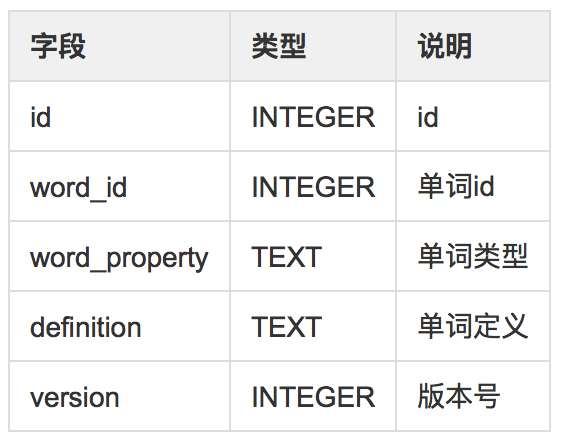 字段 类型 说明
id INTEGER id
word_id INTEGER 单词id
word_property TEXT 单词类型
definition TEXT 单词定义
version INTEGER 版本号